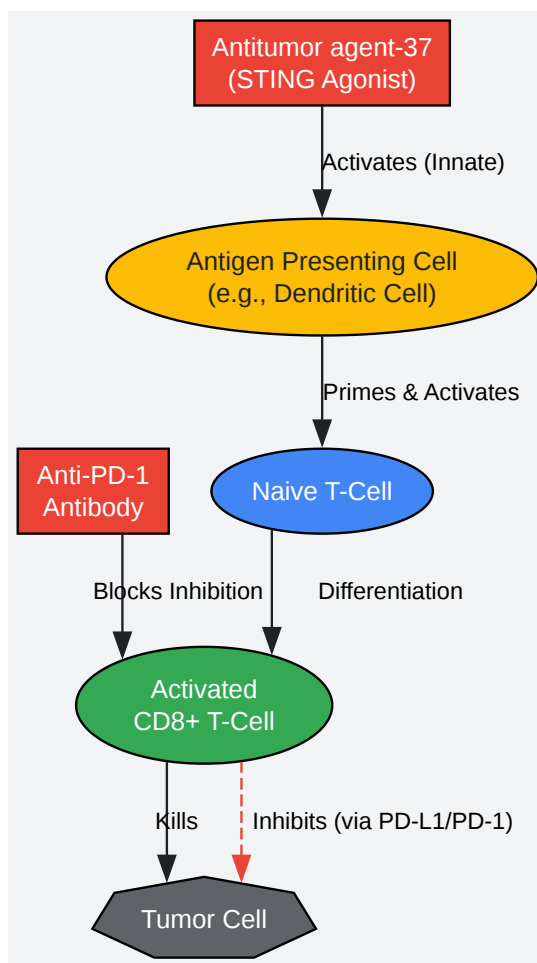 Antitumor agent-37
(STING Agonist)
Activates (Innate)
Antigen Presenting Cell
(e.g., Dendritic Cell)
Primes & Activates
Anti-PD-1
Antibody
Naive T-Cell
Blocks Inhibition
Differentiation
Activated
CD8+ T-Cell
Kills
Inhibits (via PD-L1/PD-1)
Tumor Cell